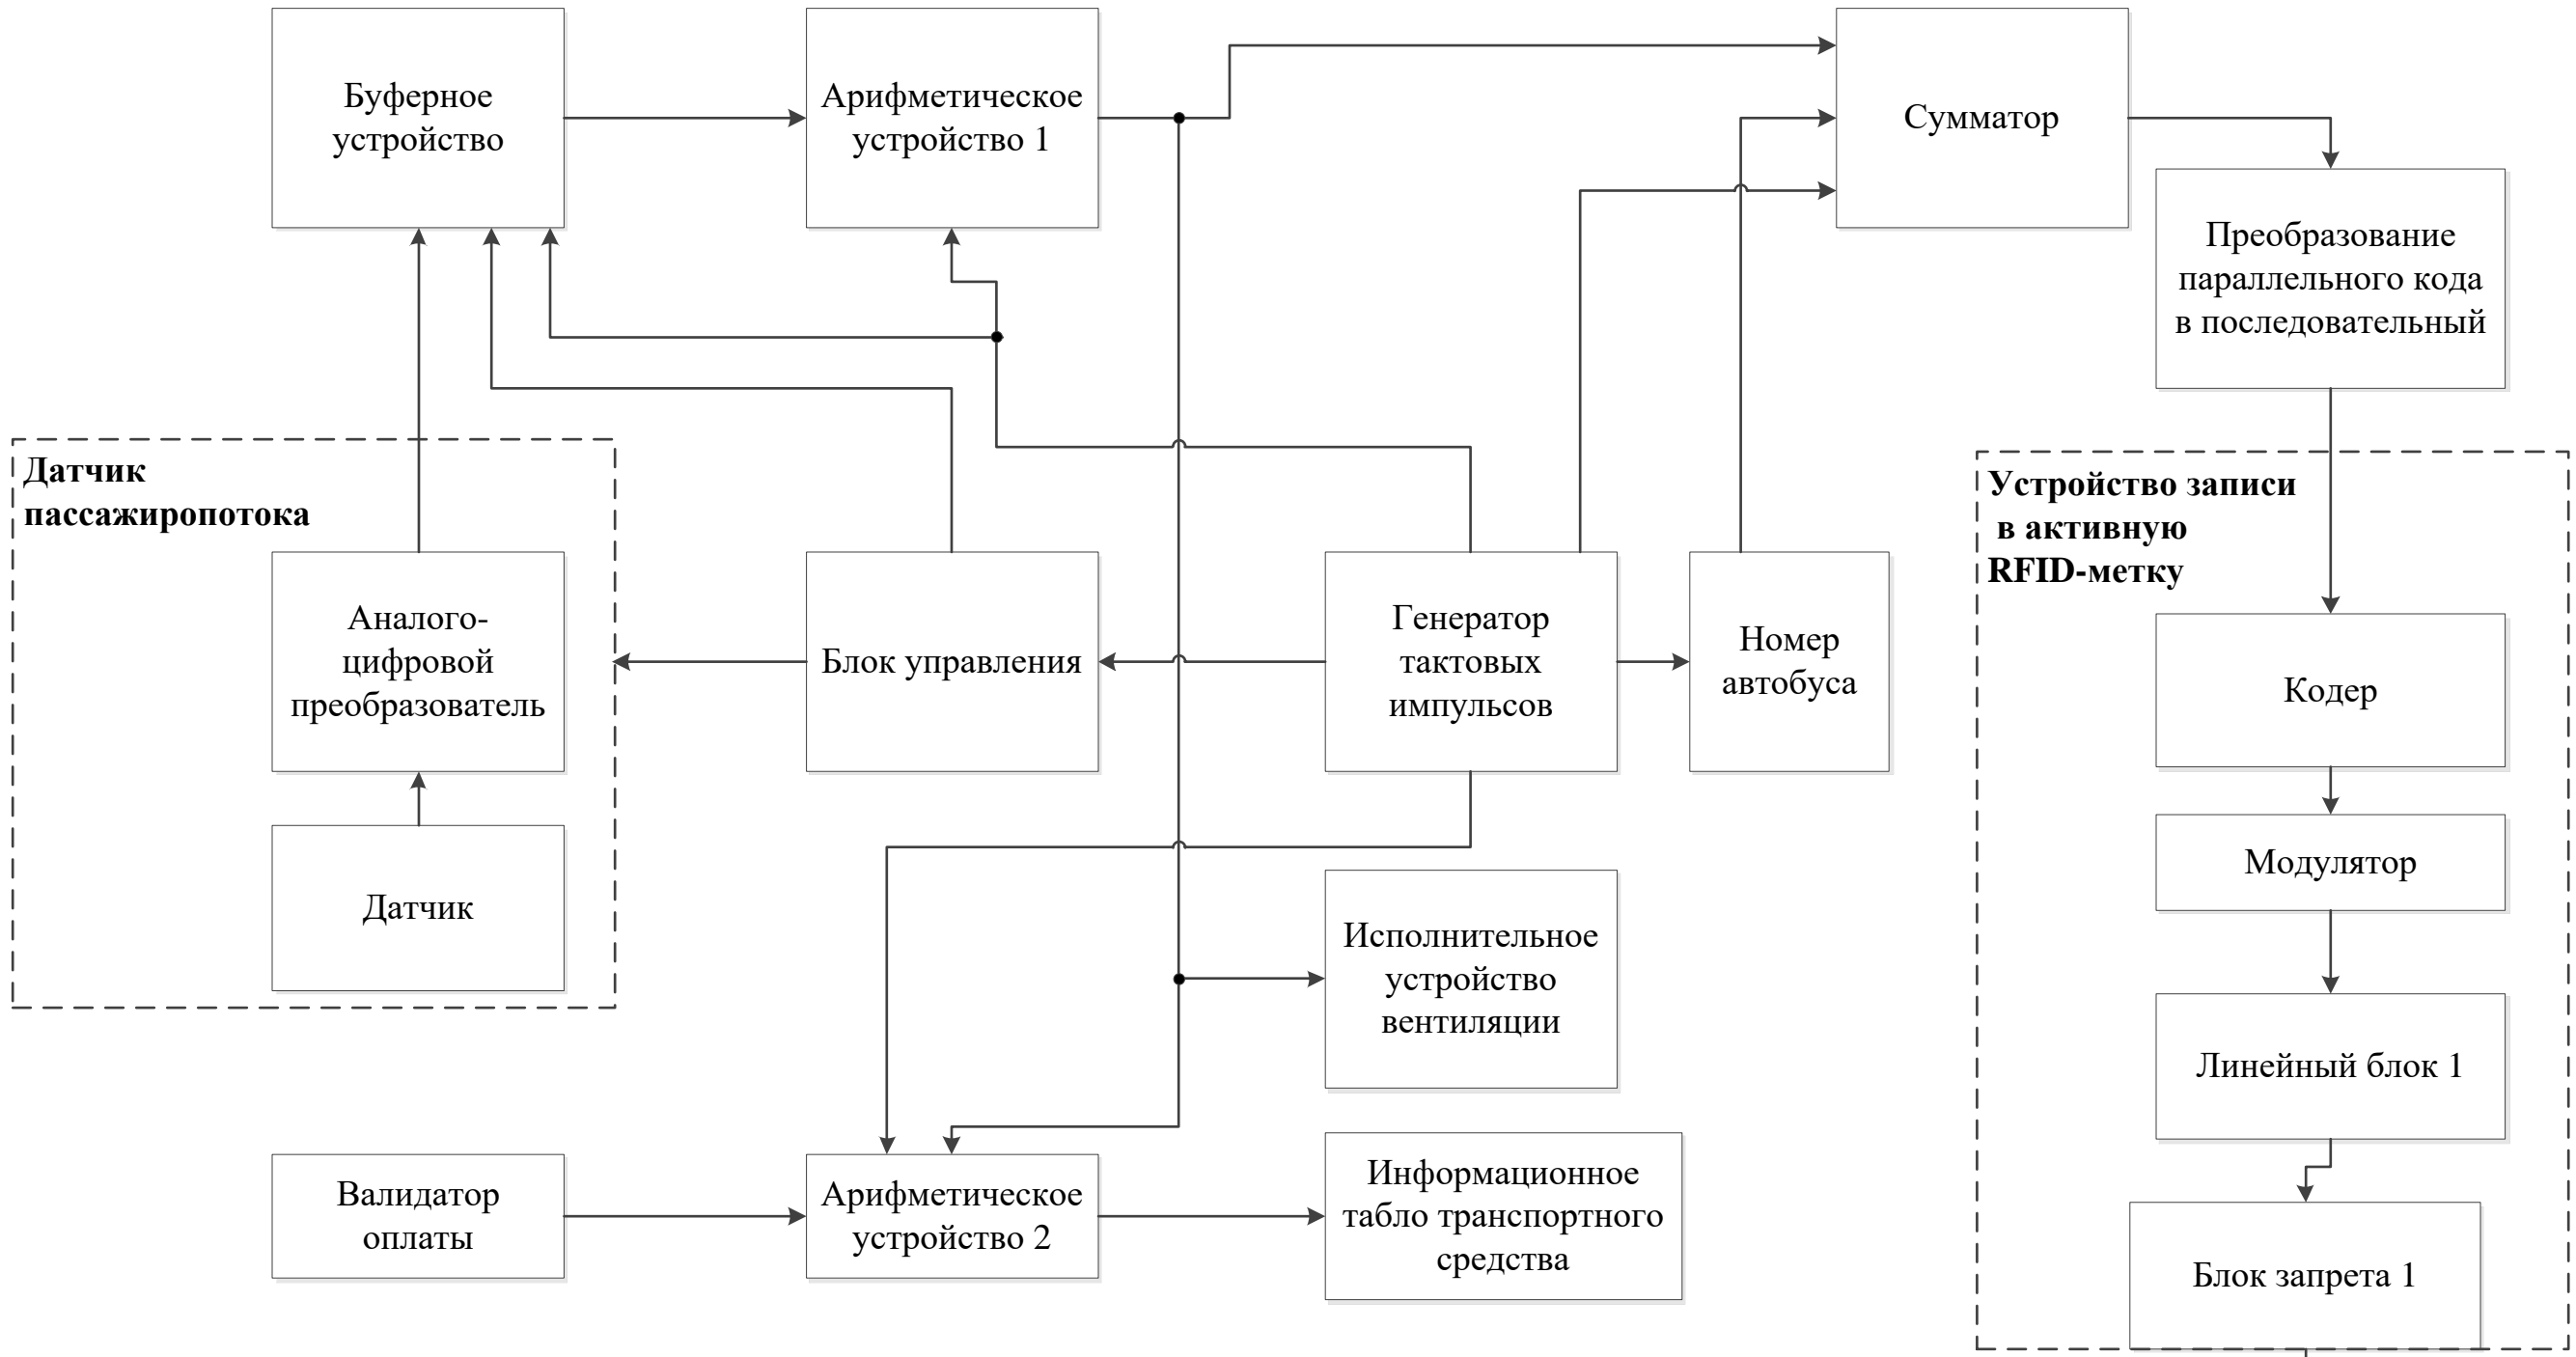 Буферное
устройство
Арифметическое
устройство 1
Сумматор
Преобразование
параллельного кода
в последовательный
Датчик
пассажиропотока
Устройство записи
в активную
RFID-метку
Аналого-
цифровой
преобразователь
Блок управления
Генератор
тактовых
импульсов
Номер
автобуса
Кодер
Модулятор
Датчик
Исполнительное
устройство
вентиляции
Линейный блок 1
Валидатор
оплаты
Арифметическое
устройство 2
Информационное
табло транспортного
средства
Блок запрета 1